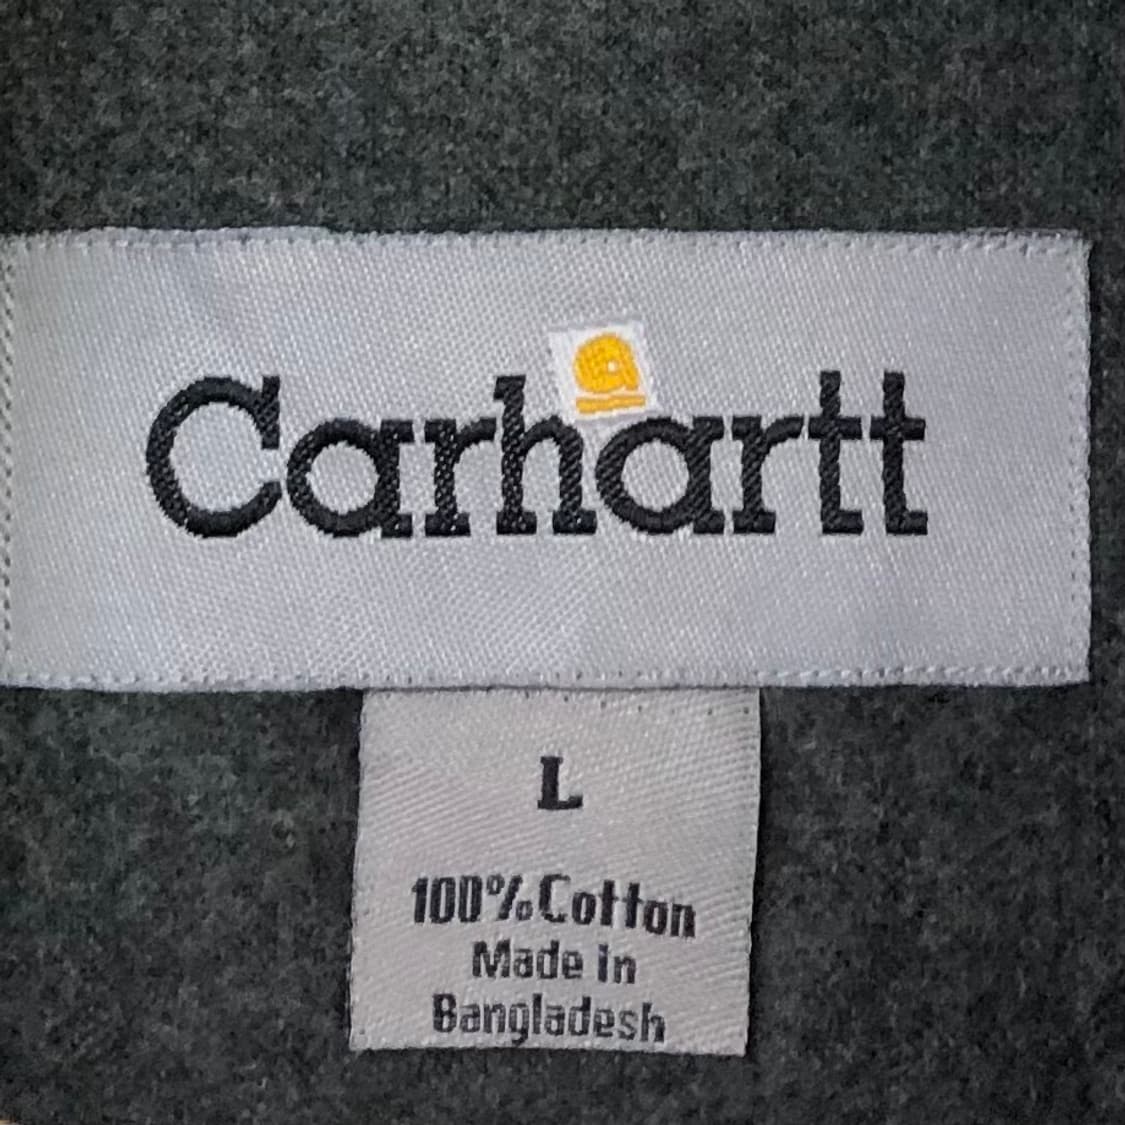 Carhartt
L
100% Cotton
Made in
Bangladesh